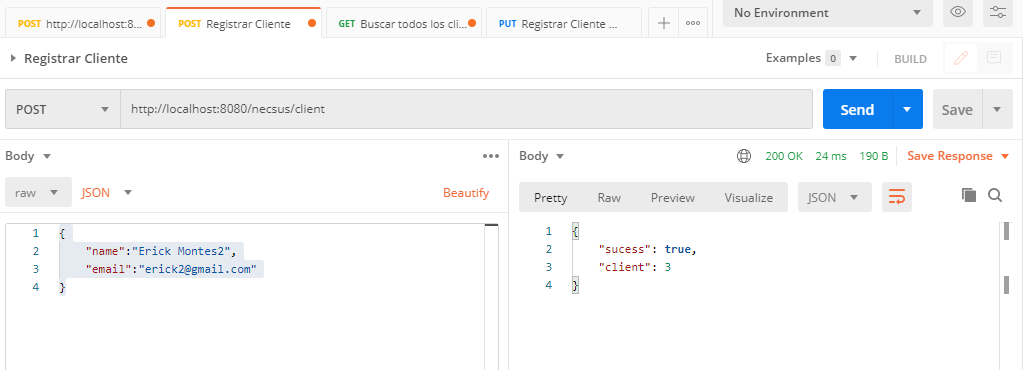 POST http://localhost:8... POST Registrar Cliente GET Buscar todos los cli... PUT Registrar Cliente ... + ••• No Environment
Registrar Cliente Examples 0 BUILD
POST http://localhost:8080/necsus/client Send Save
Body ••• Body 200 OK 24 ms 190 B Save Response
raw JSON Beautify Pretty Raw Preview Visualize JSON
1 {
2 "name":"Erick Montes2",
3 "email":"erick2@gmail.com"
4 }
1 {
2 "sucess": true,
3 "client": 3
4 }